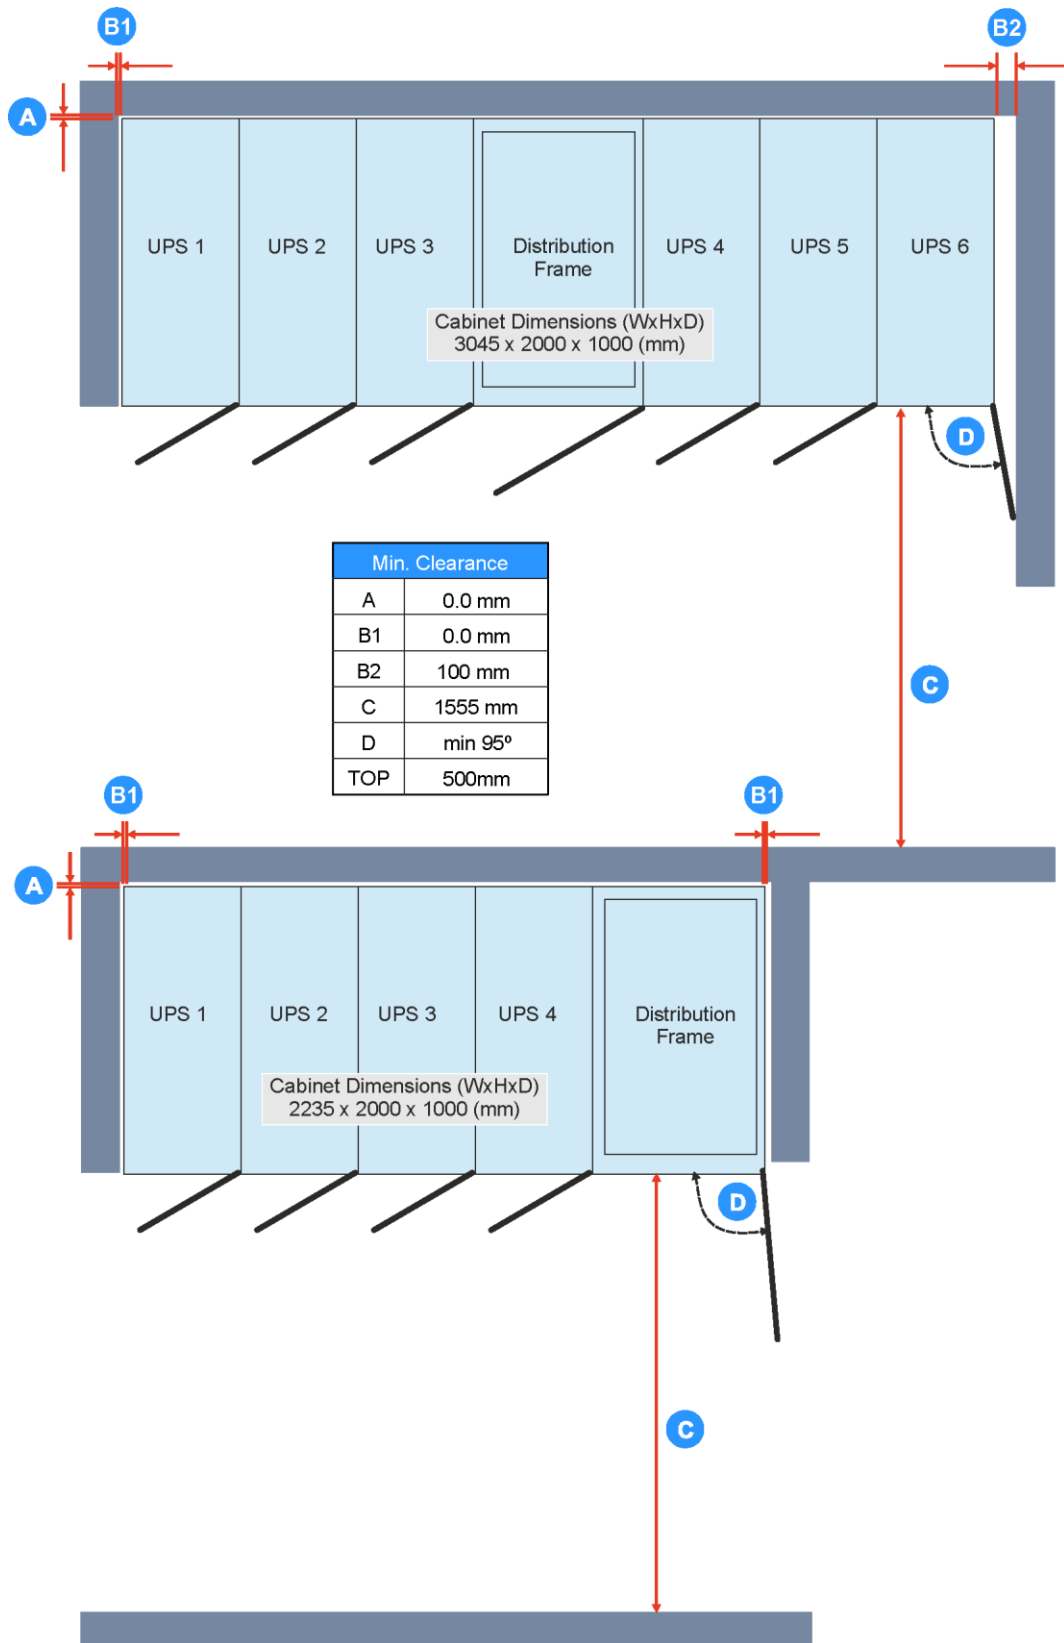 B1
B2
A
UPS 1
UPS 2
UPS 3
Distribution
Frame
UPS 4
UPS 5
UPS 6
Cabinet Dimensions (WxHxD)
3045 x 2000 x 1000 (mm)
D
Min. Clearance
A 0.0 mm
B1 0.0 mm
B2 100 mm
C 1555 mm
D min 95º
TOP 500mm
C
B1
B1
A
UPS 1
UPS 2
UPS 3
UPS 4
Distribution
Frame
Cabinet Dimensions (WxHxD)
2235 x 2000 x 1000 (mm)
D
C